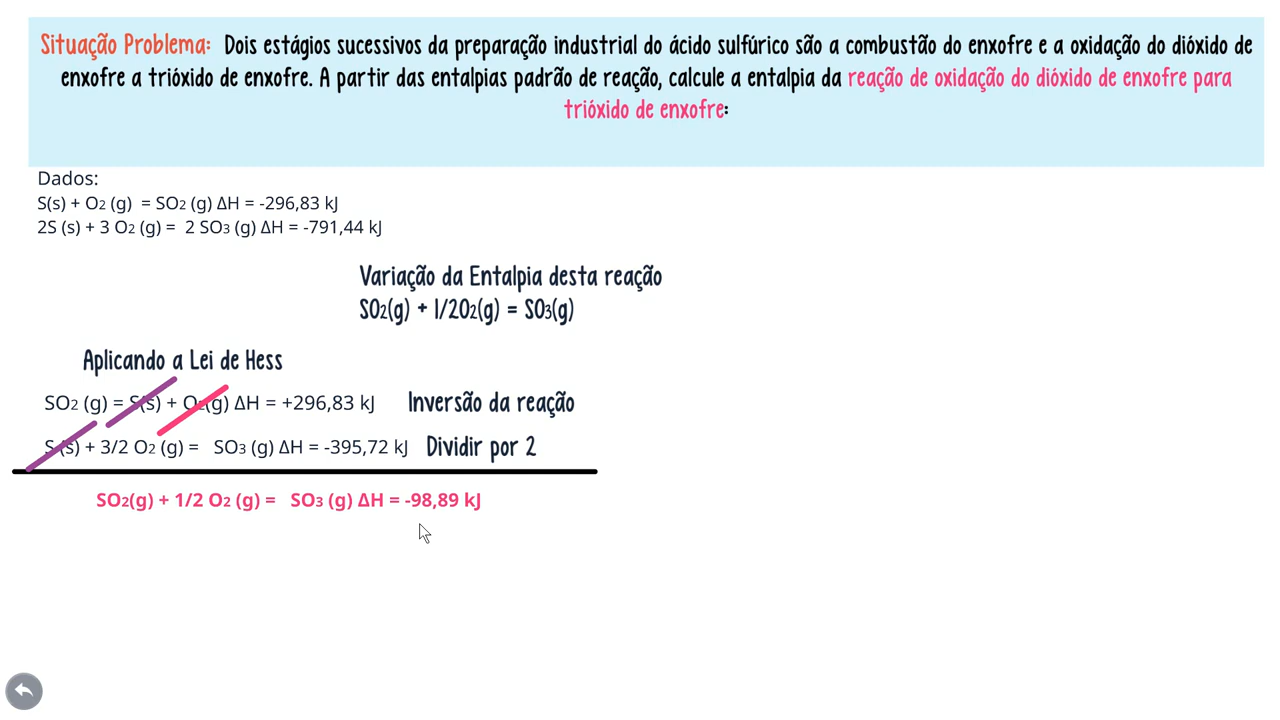 Situação Problema: Dois estágios sucessivos da preparação industrial do ácido sulfúrico são a combustão do enxofre e a oxidação do dióxido de
enxofre a trióxido de enxofre. A partir das entalpias padrão de reação, calcule a entalpia da reação de oxidação do dióxido de enxofre para
trióxido de enxofre:
Dados:
S(s) + O2 (g) = SO2 (g) ΔH = -296,83 kJ
2S (s) + 3 O2 (g) = 2 SO3 (g) ΔH = -791,44 kJ
Variação da Entalpia desta reação
SO2(g) + 1/2O2(g) = SO3(g)
Aplicando a Lei de Hess
SO2 (g) = S(s) + O2(g) ΔH = +296,83 kJ Inversão da reação
S (s) + 3/2 O2 (g) = SO3 (g) ΔH = -395,72 kJ Dividir por 2
SO2(g) + 1/2 O2 (g) = SO3 (g) ΔH = -98,89 kJ